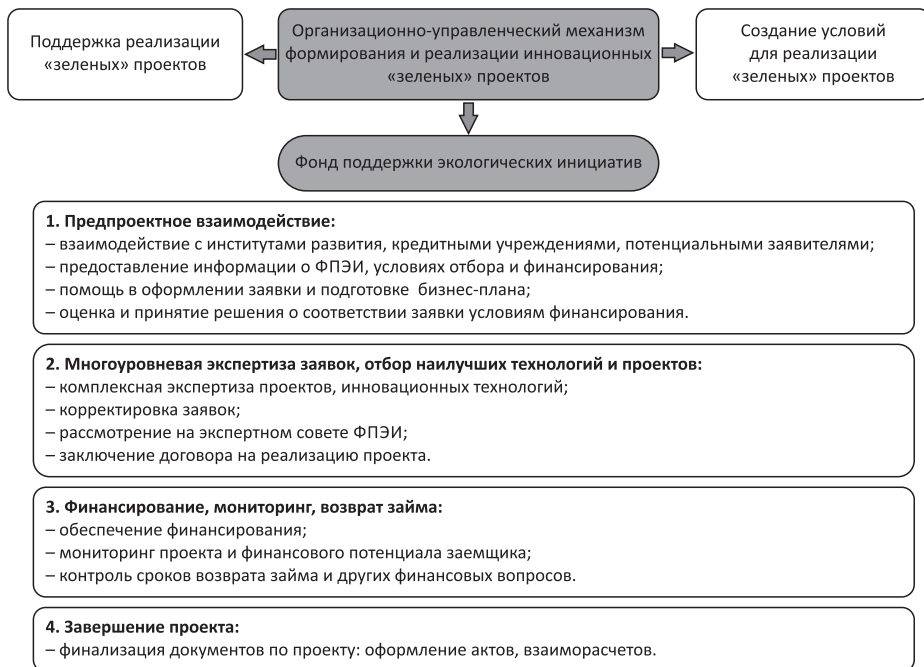 Поддержка реализации
«зеленых» проектов
Организационно-управленческий механизм
формирования и реализации инновационных
«зеленых» проектов
Создание условий
для реализации
«зеленых» проектов
Фонд поддержки экологических инициатив
1. Предпроектное взаимодействие:
– взаимодействие с институтами развития, кредитными учреждениями, потенциальными заявителями;
– предоставление информации о ФПЭИ, условиях отбора и финансирования;
– помощь в оформлении заявки и подготовке бизнес-плана;
– оценка и принятие решения о соответствии заявки условиям финансирования.
2. Многоуровневая экспертиза заявок, отбор наилучших технологий и проектов:
– комплексная экспертиза проектов, инновационных технологий;
– корректировка заявок;
– рассмотрение на экспертном совете ФПЭИ;
– заключение договора на реализацию проекта.
3. Финансирование, мониторинг, возврат займа:
– обеспечение финансирования;
– мониторинг проекта и финансового потенциала заемщика;
– контроль сроков возврата займа и других финансовых вопросов.
4. Завершение проекта:
– финализация документов по проекту: оформление актов, взаиморасчетов.